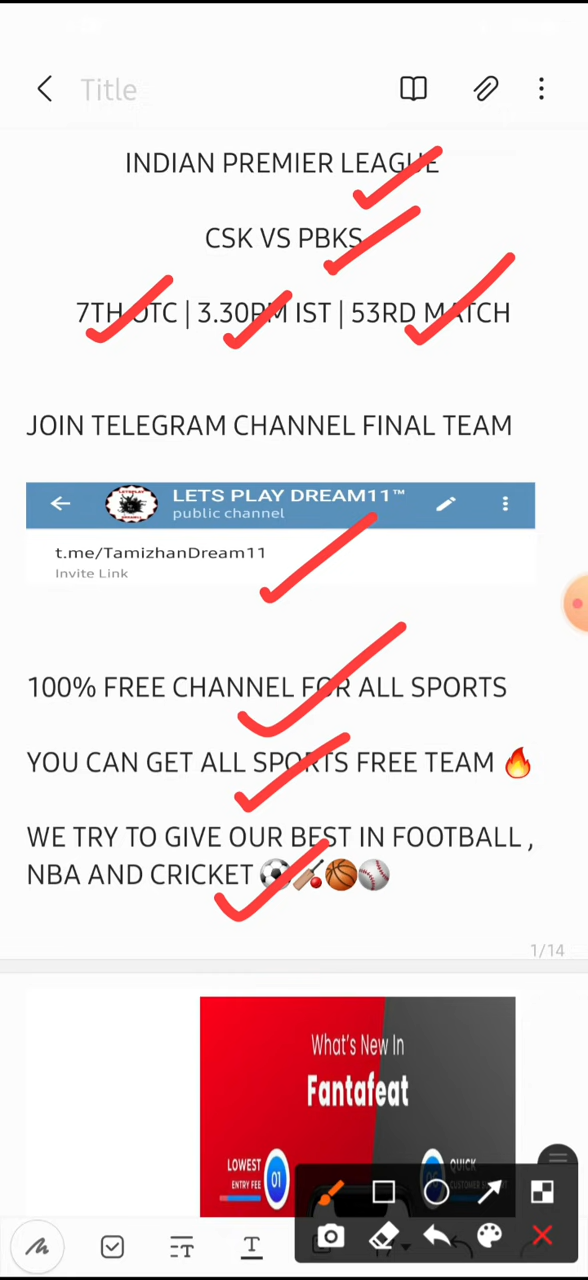 Title
INDIAN PREMIER LEAGUE
CSK VS PBKS
7TH OTC | 3.30PM IST | 53RD MATCH
JOIN TELEGRAM CHANNEL FINAL TEAM
LETS PLAY DREAM11™
public channel
t.me/TamizhanDream11
Invite Link
100% FREE CHANNEL FOR ALL SPORTS
YOU CAN GET ALL SPORTS FREE TEAM 🔥
WE TRY TO GIVE OUR BEST IN FOOTBALL ,
NBA AND CRICKET ⚽🏏🏀⚾
1/14
What's New In
Fantafeat
LOWEST
ENTRY FEE
01
QUICK
T